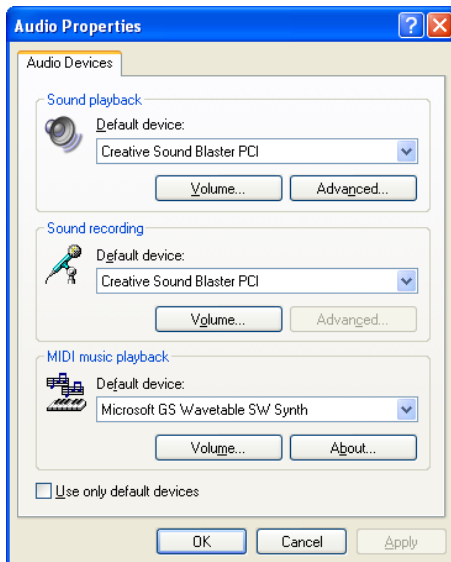 Audio Properties
Audio Devices
Sound playback
Default device:
Creative Sound Blaster PCI
Volume... Advanced...
Sound recording
Default device:
Creative Sound Blaster PCI
Volume... Advanced...
MIDI music playback
Default device:
Microsoft GS Wavetable SW Synth
Volume... About...
Use only default devices
OK Cancel Apply